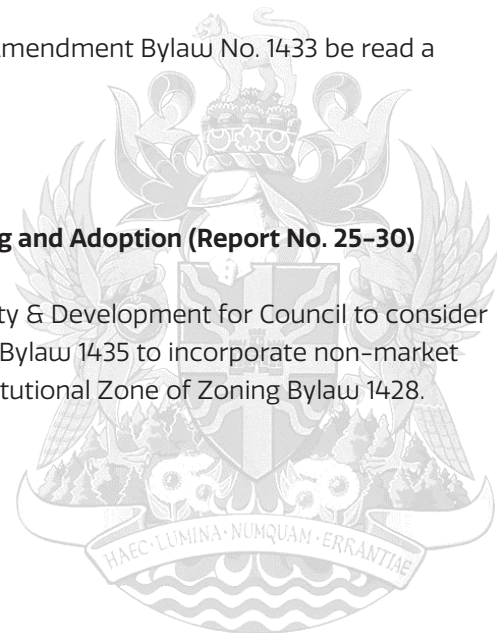 Amendment Bylaw No. 1433 be read a
g and Adoption (Report No. 25-30)
ty & Development for Council to consider
Bylaw 1435 to incorporate non-market
tutional Zone of Zoning Bylaw 1428.
HAEC·LUMINA·NUMQUAM·ERRANTIAE